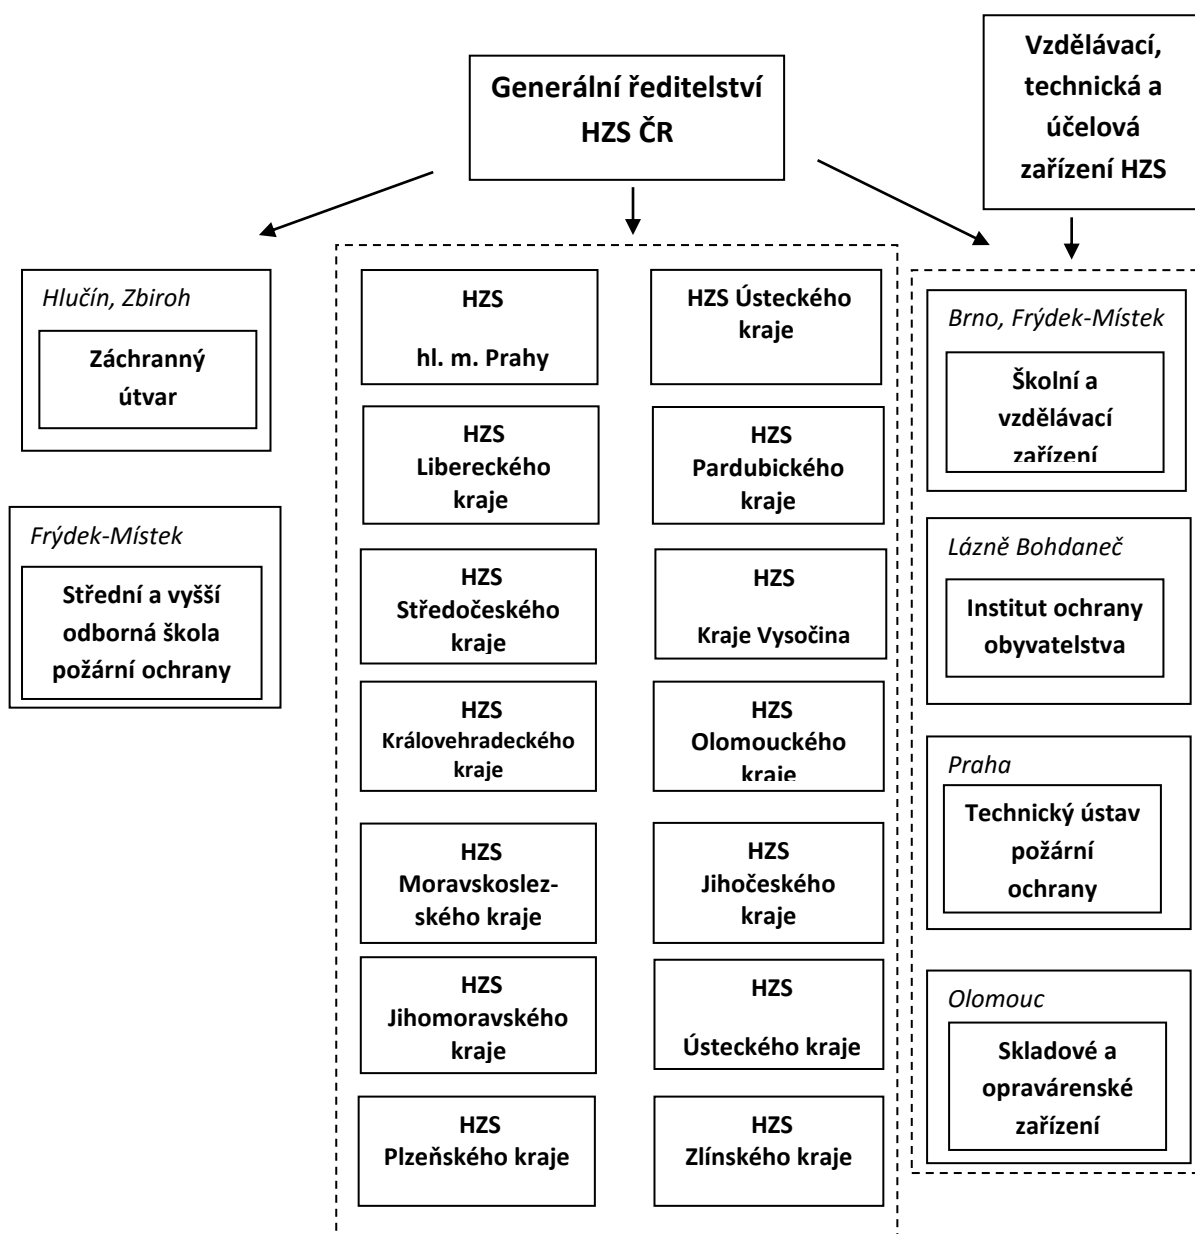 Generální ředitelství
HZS ČR
Vzdělávací,
technická a
účelová
zařízení HZS
Hlučín, Zbiroh
Záchranný
útvar
Frýdek-Místek
Střední a vyšší
odborná škola
požární ochrany
HZS
hl. m. Prahy
HZS Ústeckého
kraje
HZS
Libereckého
kraje
HZS
Pardubického
kraje
HZS
Středočeského
kraje
HZS
Kraje Vysočina
HZS
Královehradeckého
kraje
HZS
Olomouckého
kraje
HZS
Moravskoslez-
ského kraje
HZS
Jihočeského
kraje
HZS
Jihomoravského
kraje
HZS
Ústeckého kraje
HZS
Plzeňského kraje
HZS
Zlínského kraje
Brno, Frýdek-Místek
Školní a
vzdělávací
zařízení
Lázně Bohdaneč
Institut ochrany
obyvatelstva
Praha
Technický ústav
požární
ochrany
Olomouc
Skladové a
opravárenské
zařízení